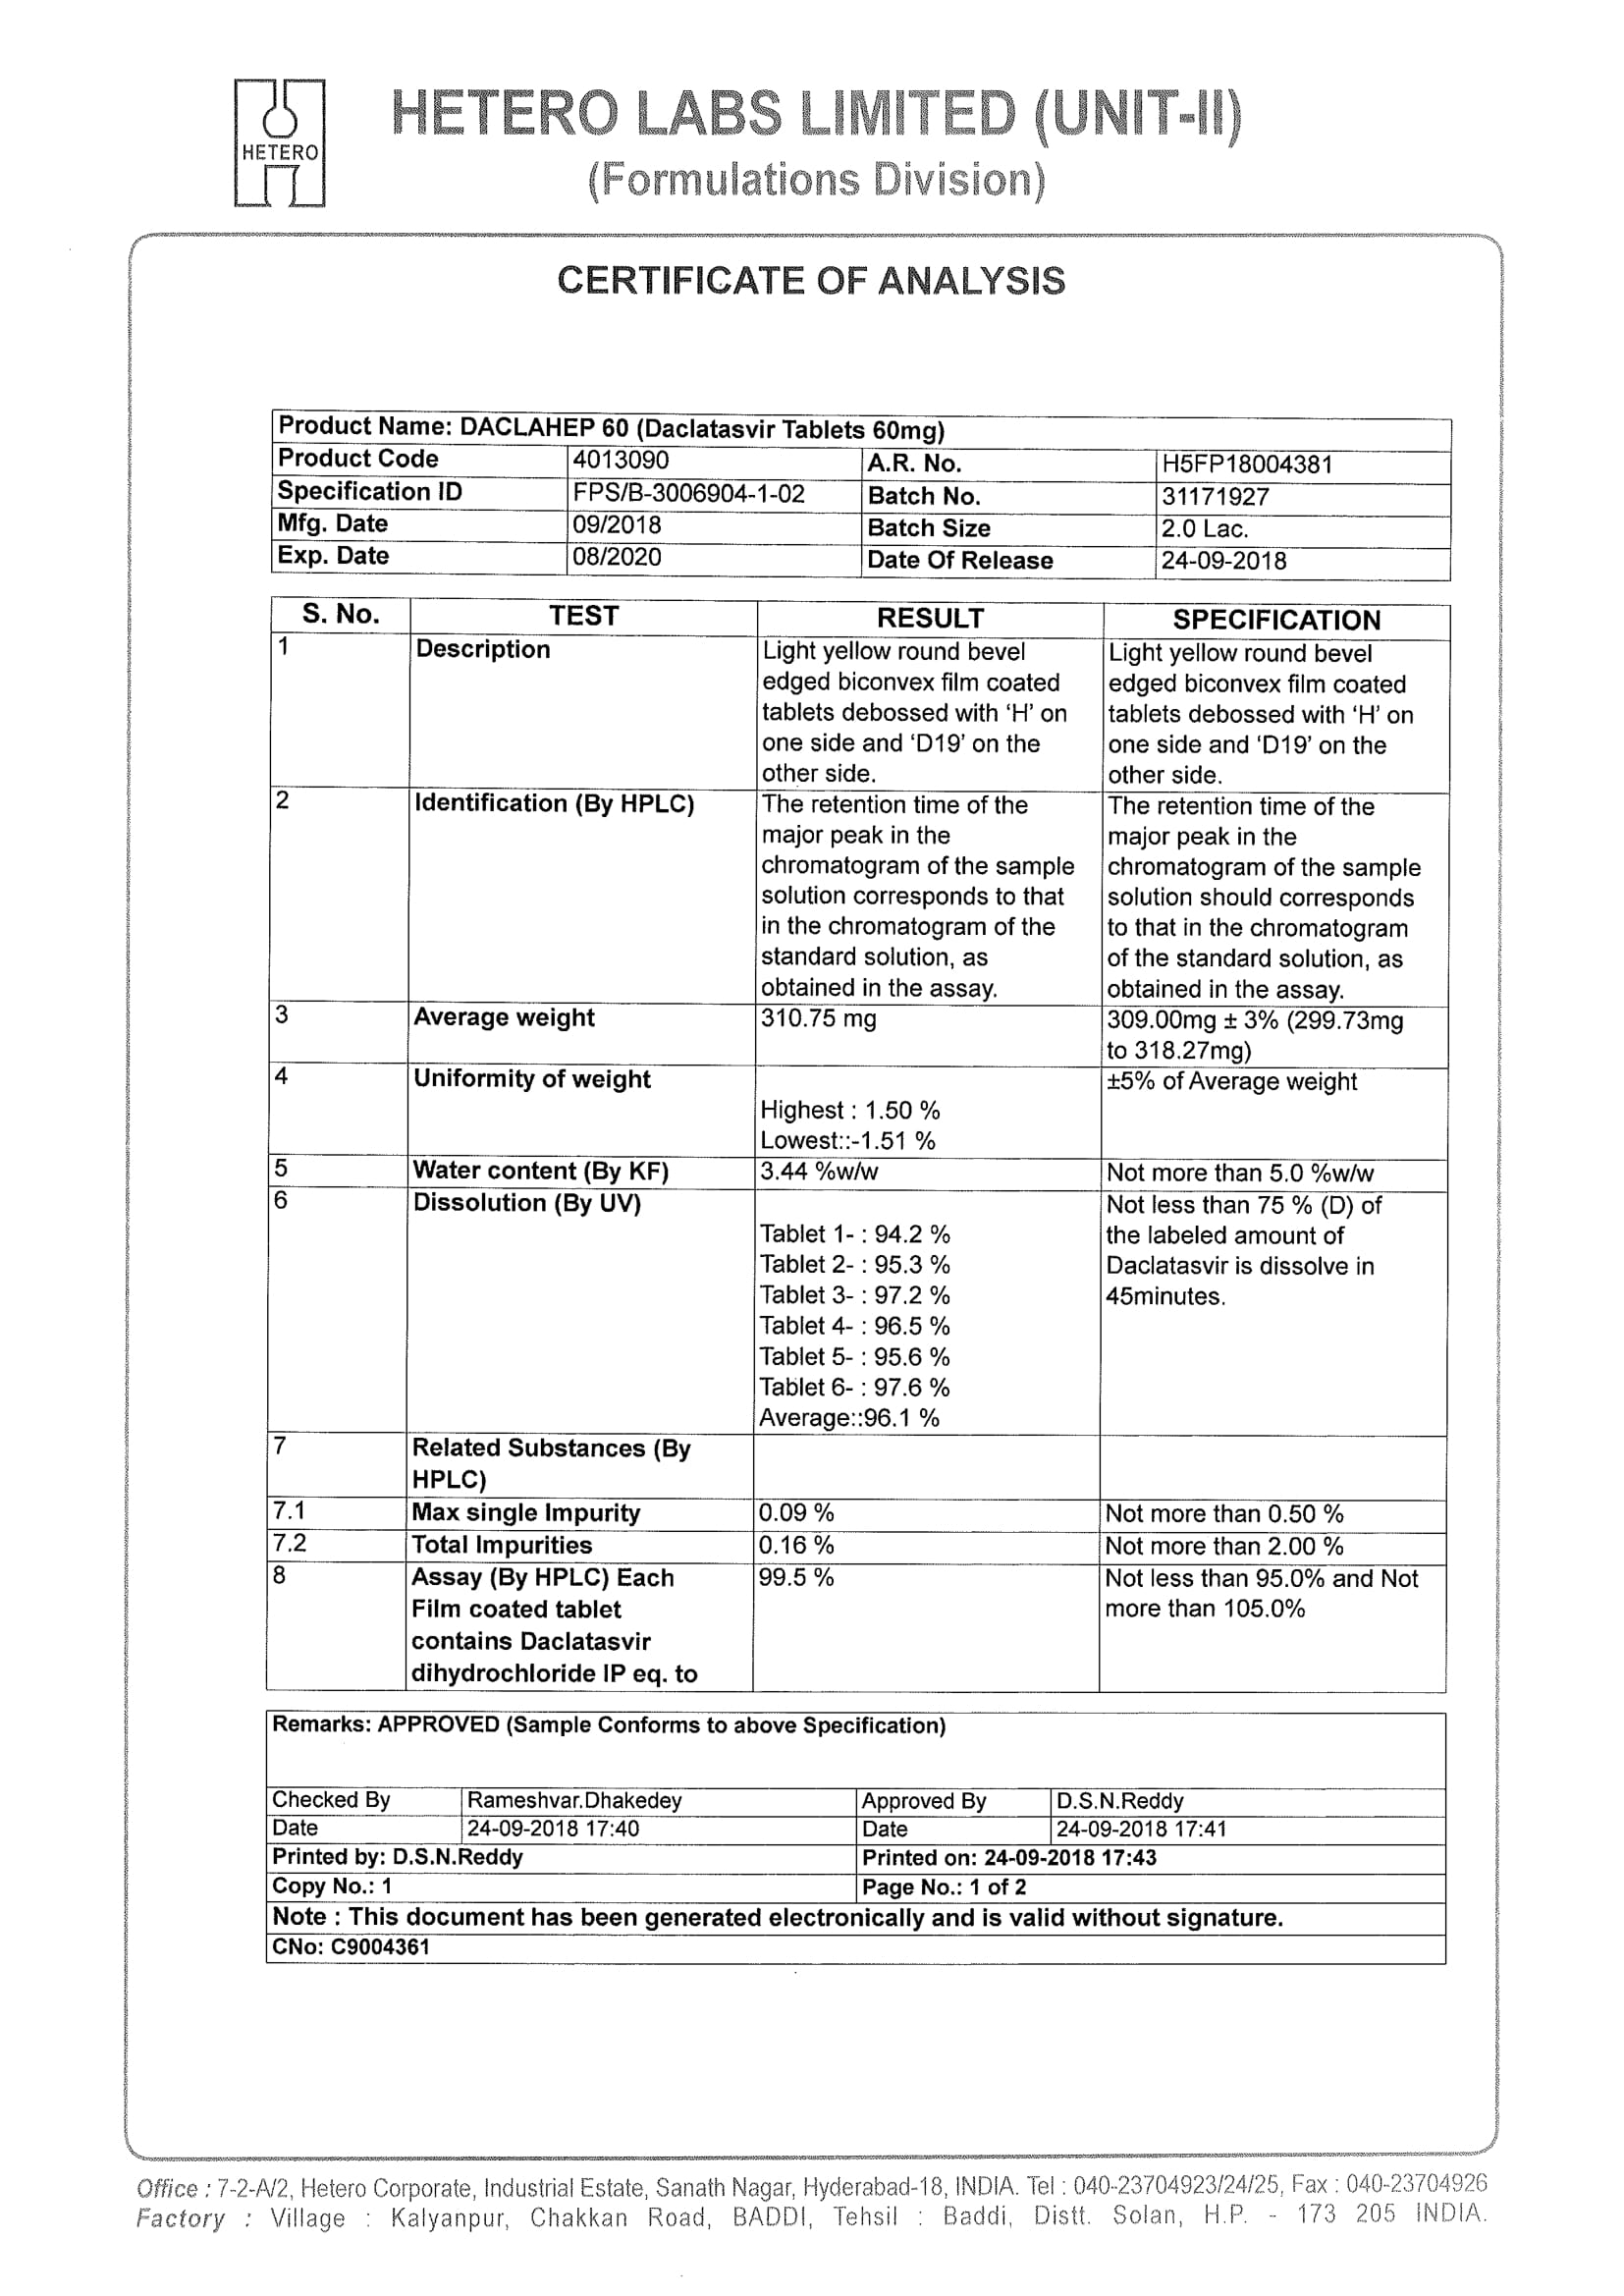 HETERO
HETERO LABS LIMITED (UNIT-II)
(Formulations Division)
CERTIFICATE OF ANALYSIS
Product Name: DACLAHEP 60 (Daclatasvir Tablets 60mg)
Product Code 4013090 A.R. No. H5FP18004381
Specification ID FPS/B-3006904-1-02 Batch No. 31171927
Mfg. Date 09/2018 Batch Size 2.0 Lac.
Exp. Date 08/2020 Date Of Release 24-09-2018
S. No. TEST RESULT SPECIFICATION
1 Description Light yellow round bevel Light yellow round bevel
edged biconvex film coated edged biconvex film coated
tablets debossed with ‘H’ on tablets debossed with ‘H’ on
one side and ‘D19’ on the one side and ‘D19’ on the
other side. other side.
2 Identification (By HPLC) The retention time of the The retention time of the
major peak in the major peak in the
chromatogram of the sample chromatogram of the sample
solution corresponds to that solution should corresponds
in the chromatogram of the to that in the chromatogram
standard solution, as of the standard solution, as
obtained in the assay. obtained in the assay.
3 Average weight 310.75 mg 309.00mg ± 3% (299.73mg
to 318.27mg)
4 Uniformity of weight ±5% of Average weight
Highest : 1.50 %
Lowest::-1.51 %
5 Water content (By KF) 3.44 %w/w Not more than 5.0 %w/w
6 Dissolution (By UV) Not less than 75 % (D) of
Tablet 1- : 94.2 % the labeled amount of
Tablet 2- : 95.3 % Daclatasvir is dissolve in
Tablet 3- : 97.2 % 45minutes.
Tablet 4- : 96.5 %
Tablet 5- : 95.6 %
Tablet 6- : 97.6 %
Average::96.1 %
7 Related Substances (By
HPLC)
7.1 Max single Impurity 0.09 % Not more than 0.50 %
7.2 Total Impurities 0.16 % Not more than 2.00 %
8 Assay (By HPLC) Each 99.5 % Not less than 95.0% and Not
Film coated tablet more than 105.0%
contains Daclatasvir
dihydrochloride IP eq. to
Remarks: APPROVED (Sample Conforms to above Specification)
Checked By Rameshvar.Dhakedey Approved By D.S.N.Reddy
Date 24-09-2018 17:40 Date 24-09-2018 17:41
Printed by: D.S.N.Reddy Printed on: 24-09-2018 17:43
Copy No.: 1 Page No.: 1 of 2
Note : This document has been generated electronically and is valid without signature.
CNo: C9004361
Office : 7-2-A/2, Hetero Corporate, Industrial Estate, Sanath Nagar, Hyderabad-18, INDIA. Tel : 040-23704923/24/25, Fax : 040-23704926
Factory : Village : Kalyanpur, Chakkan Road, BADDI, Tehsil : Baddi, Distt. Solan, H.P. - 173 205 INDIA.